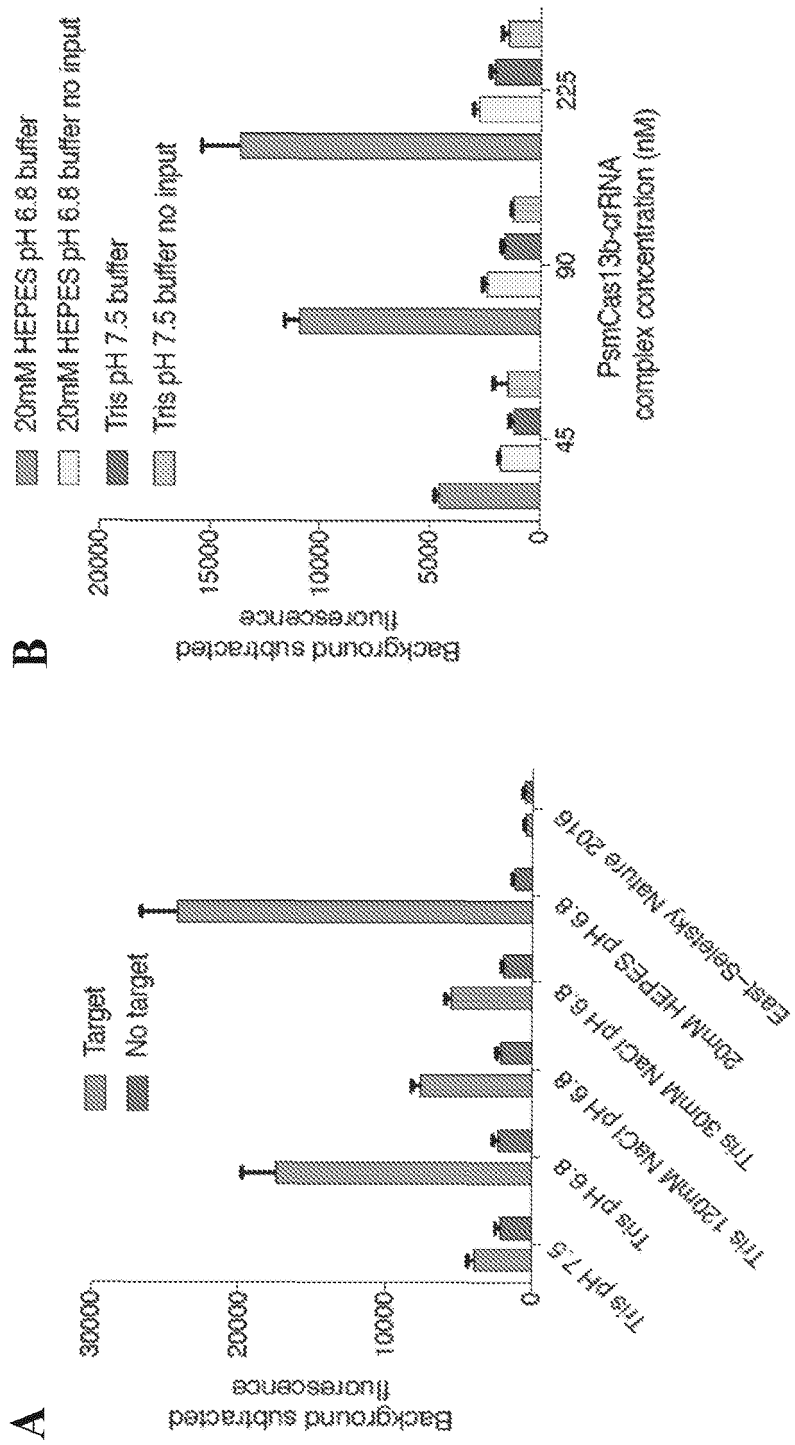 A
Background subtracted
fluorescence
30000
20000
10000
0
Target
No target
Tris pH 7.5
Tris pH 6.8
Tris 120mM NaCl pH 6.8
Tris 30mM NaCl pH 6.8
20mM HEPES pH 6.8
East-Seletsky Nature 2016
B
Background subtracted
fluorescence
20000
15000
10000
5000
0
20mM HEPES pH 6.8 buffer
20mM HEPES pH 6.8 buffer no input
Tris pH 7.5 buffer
Tris pH 7.5 buffer no input
45
90
225
PsmCas13b-crRNA
complex concentration (nM)